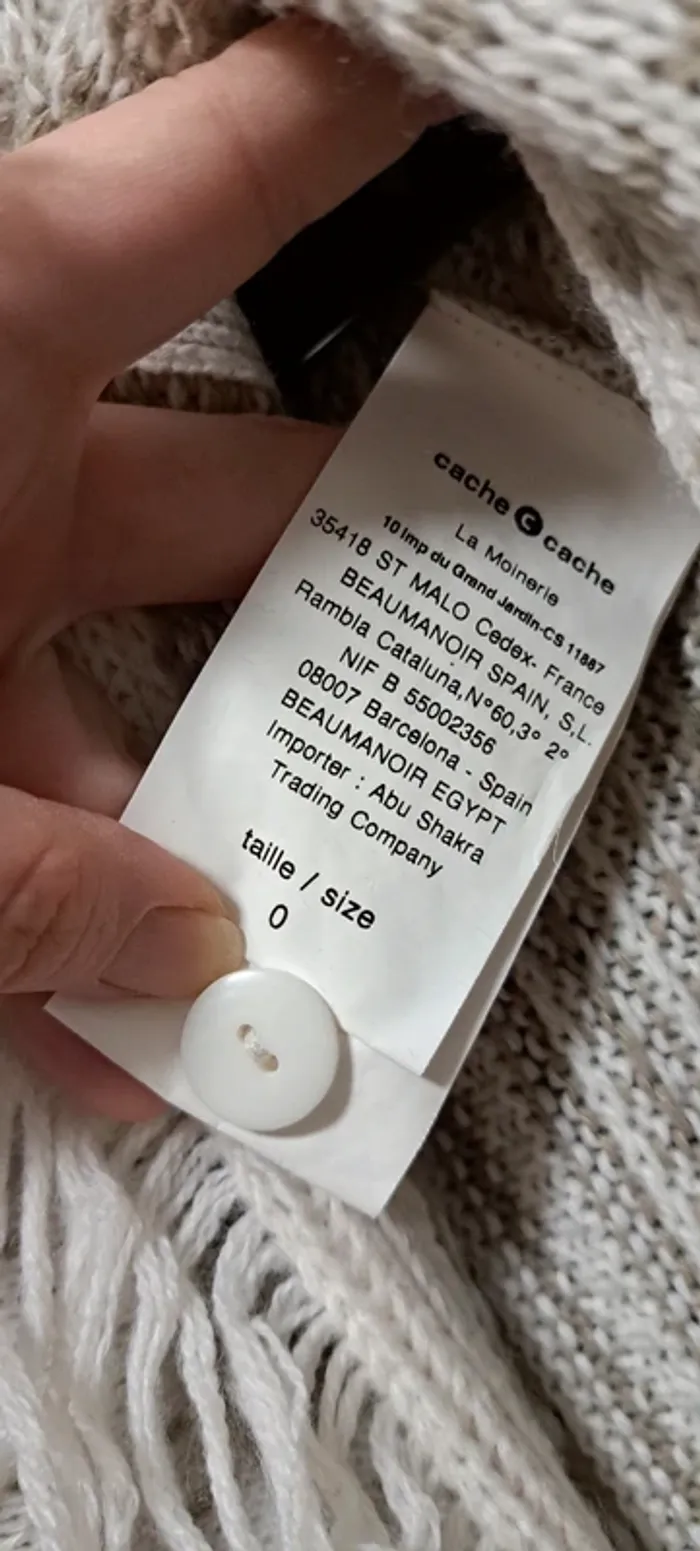 cache C cache
La Moinerie
10 Imp du Grand Jardin-CS 11887
35418 ST MALO Cedex- France
BEAUMANOIR SPAIN, S,L.
Rambla Cataluna,N°60,3° 2°
NIF B 55002356
08007 Barcelona - Spain
BEAUMANOIR EGYPT
Importer : Abu Shakra
Trading Company
taille / size
0